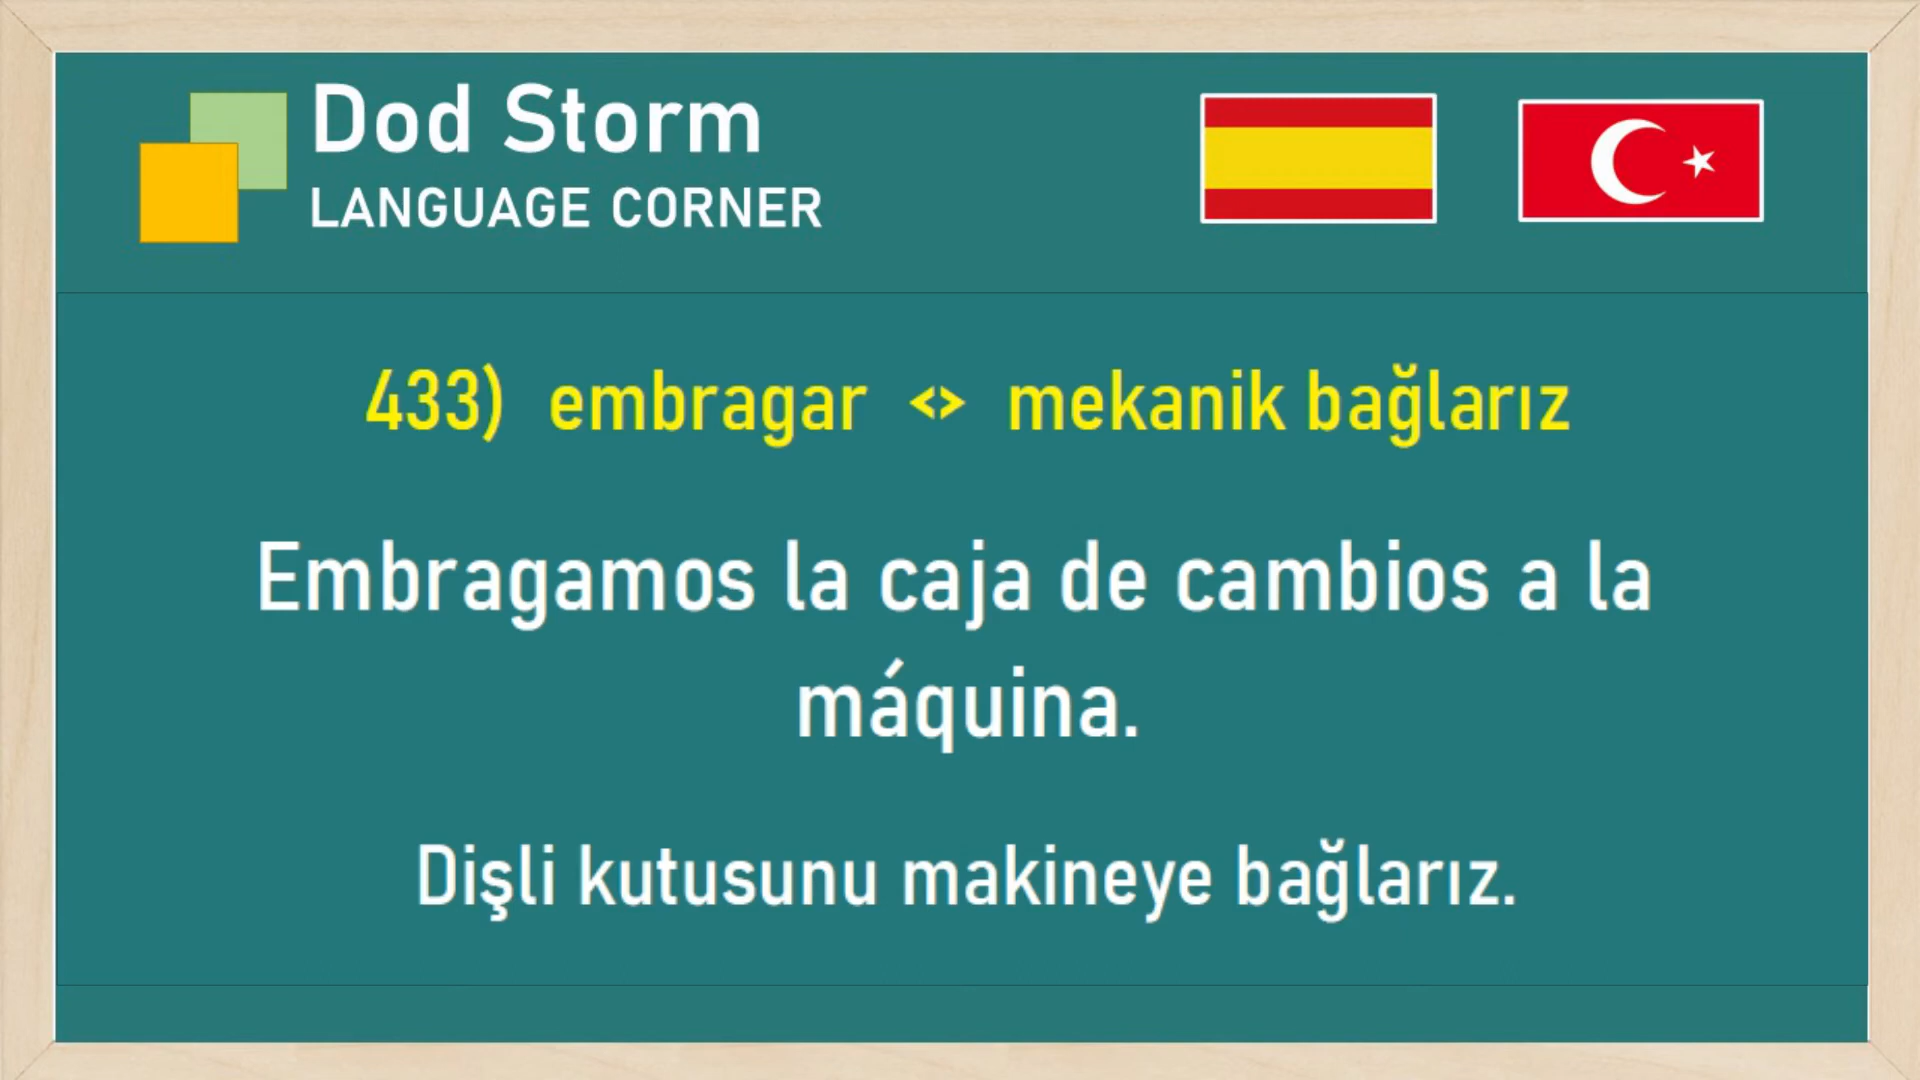 Dod Storm
LANGUAGE CORNER
433) embragar <> mekanik bağlarız
Embragamos la caja de cambios a la
máquina.
Dişli kutusunu makineye bağlarız.